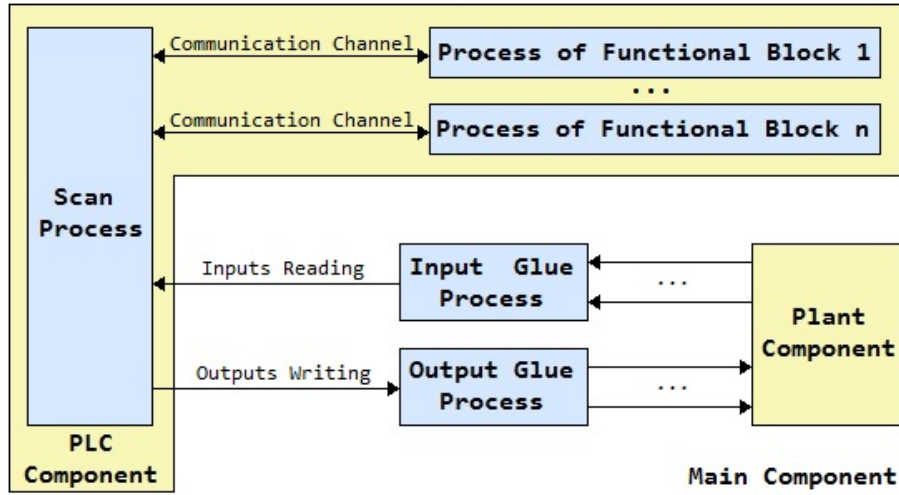 Communication Channel
Process of Functional Block 1
...
Communication Channel
Process of Functional Block n
Scan
Process
Inputs Reading
Input Glue
Process
...
Plant
Component
Outputs Writing
Output Glue
Process
...
PLC
Component
Main Component